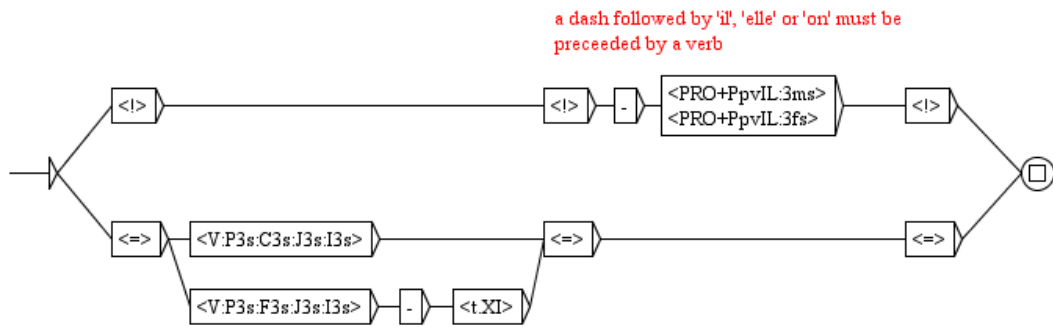 a dash followed by 'il', 'elle' or 'on' must be
preceeded by a verb
<!> <!> - <PRO+PpvIL:3ms> <!>
<PRO+PpvIL:3fs>
<=> <V:P3s:C3s:J3s:I3s> <=> <=>
<V:P3s:F3s:J3s:I3s> - <t.XI>